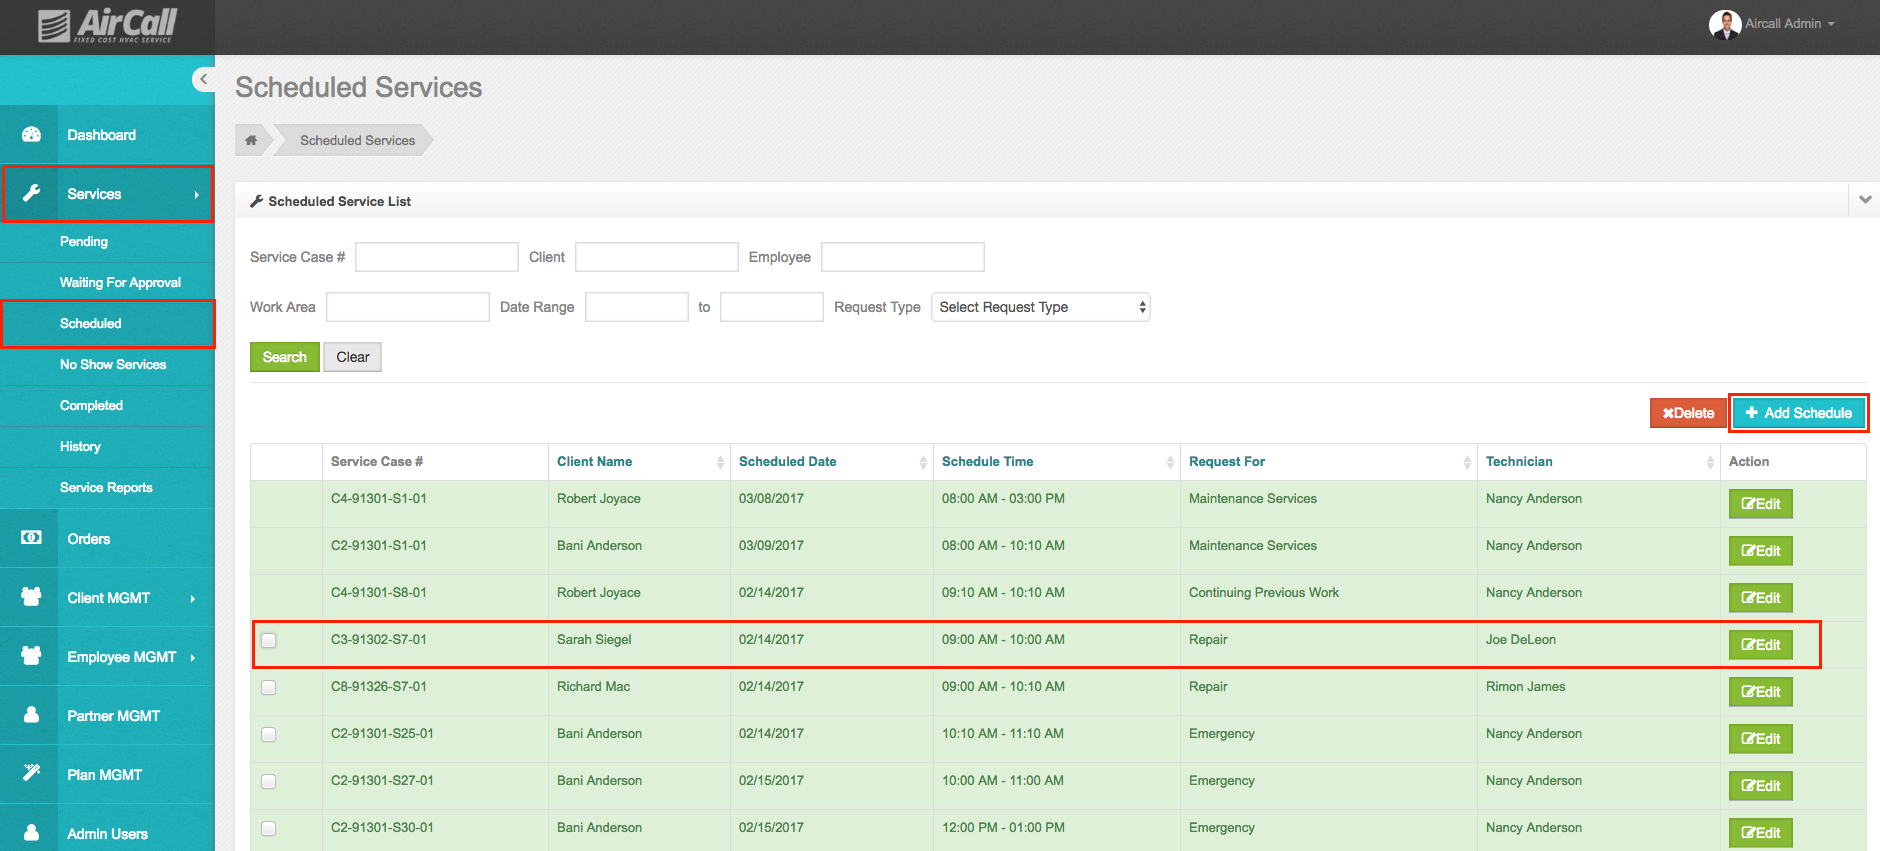 AirCall
FIXED COST HVAC SERVICE
Aircall Admin
Scheduled Services
Scheduled Services
Dashboard
Services
Pending
Waiting For Approval
Scheduled
No Show Services
Completed
History
Service Reports
Orders
Client MGMT
Employee MGMT
Partner MGMT
Plan MGMT
Admin Users
Scheduled Service List
Service Case # Client Employee
Work Area Date Range to Request Type Select Request Type
Search Clear
Delete Add Schedule
Service Case # Client Name Scheduled Date Schedule Time Request For Technician Action
C4-91301-S1-01 Robert Joyace 03/08/2017 08:00 AM - 03:00 PM Maintenance Services Nancy Anderson Edit
C2-91301-S1-01 Bani Anderson 03/09/2017 08:00 AM - 10:10 AM Maintenance Services Nancy Anderson Edit
C4-91301-S8-01 Robert Joyace 02/14/2017 09:10 AM - 10:10 AM Continuing Previous Work Nancy Anderson Edit
C3-91302-S7-01 Sarah Siegel 02/14/2017 09:00 AM - 10:00 AM Repair Joe DeLeon Edit
C8-91326-S7-01 Richard Mac 02/14/2017 09:00 AM - 10:10 AM Repair Rimon James Edit
C2-91301-S25-01 Bani Anderson 02/14/2017 10:10 AM - 11:10 AM Emergency Nancy Anderson Edit
C2-91301-S27-01 Bani Anderson 02/15/2017 10:00 AM - 11:00 AM Emergency Nancy Anderson Edit
C2-91301-S30-01 Bani Anderson 02/15/2017 12:00 PM - 01:00 PM Emergency Nancy Anderson Edit